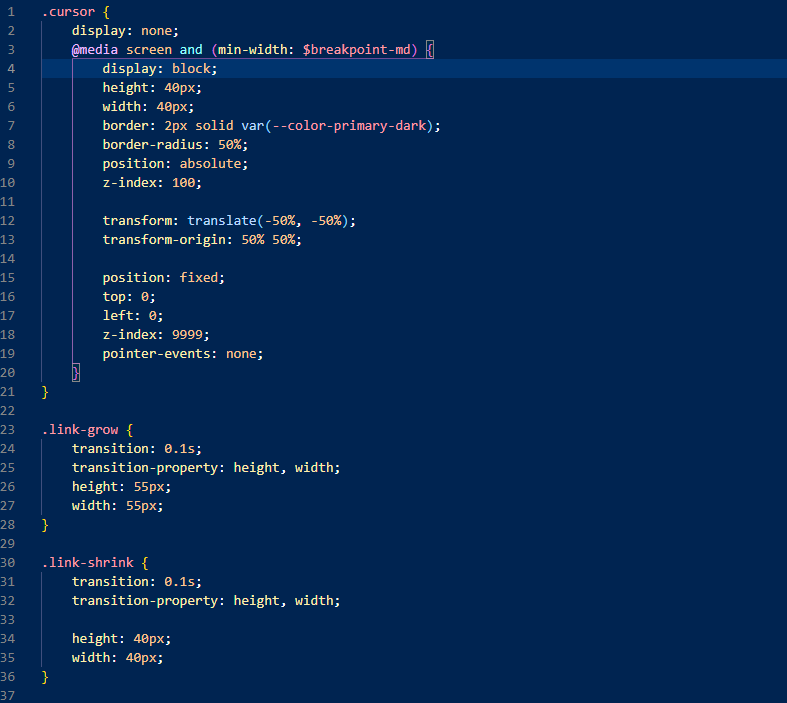 1 .cursor {
2     display: none;
3     @media screen and (min-width: $breakpoint-md) {
4         display: block;
5         height: 40px;
6         width: 40px;
7         border: 2px solid var(--color-primary-dark);
8         border-radius: 50%;
9         position: absolute;
10         z-index: 100;
11
12         transform: translate(-50%, -50%);
13         transform-origin: 50% 50%;
14
15         position: fixed;
16         top: 0;
17         left: 0;
18         z-index: 9999;
19         pointer-events: none;
20     }
21 }
22
23 .link-grow {
24     transition: 0.1s;
25     transition-property: height, width;
26     height: 55px;
27     width: 55px;
28 }
29
30 .link-shrink {
31     transition: 0.1s;
32     transition-property: height, width;
33
34     height: 40px;
35     width: 40px;
36 }
37